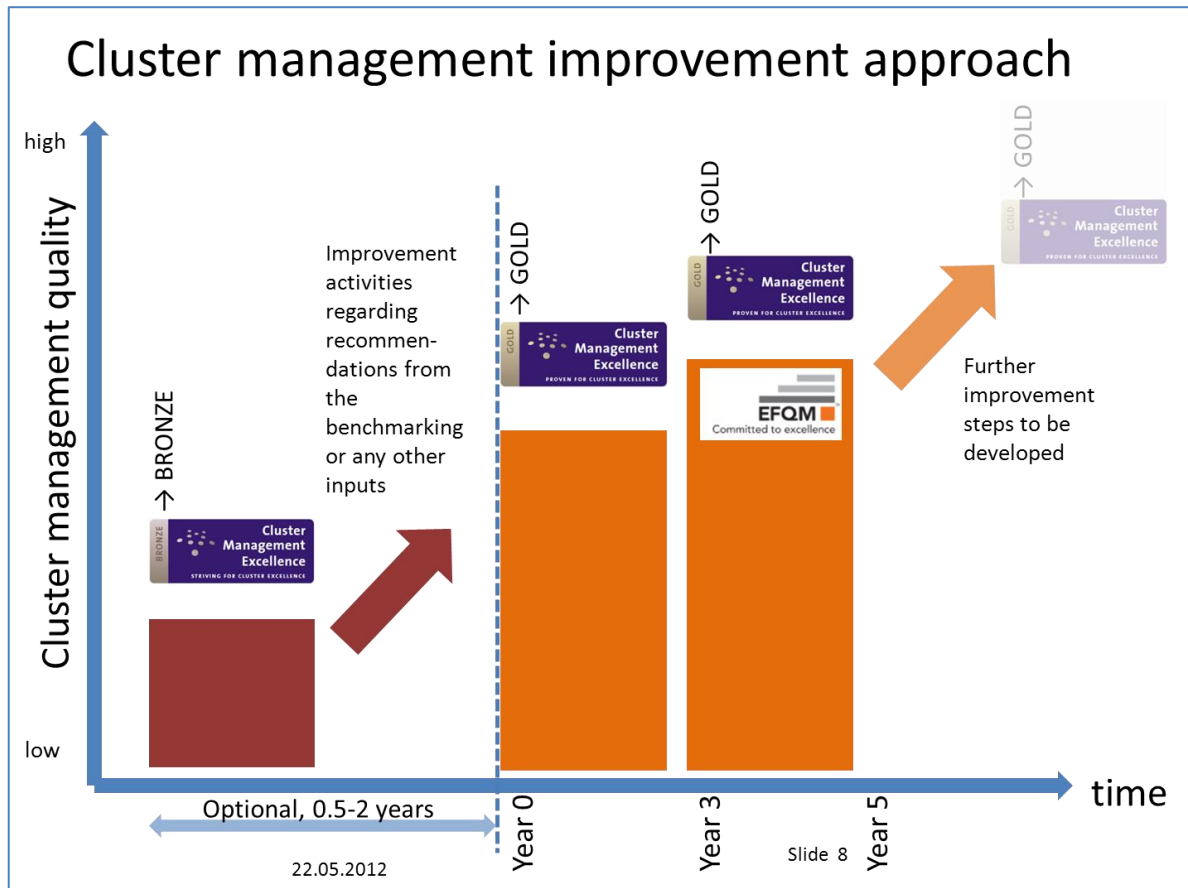 Cluster management improvement approach
high
Cluster management quality
low
→ BRONZE
BRONZE
Cluster
Management
Excellence
STRIVING FOR CLUSTER EXCELLENCE
Improvement
activities
regarding
recommen-
dations from
the
benchmarking
or any other
inputs
→ GOLD
GOLD
Cluster
Management
Excellence
PROVEN FOR CLUSTER EXCELLENCE
→ GOLD
GOLD
Cluster
Management
Excellence
PROVEN FOR CLUSTER EXCELLENCE
EFQM
Committed to excellence
→ GOLD
GOLD
Cluster
Management
Excellence
PROVEN FOR CLUSTER EXCELLENCE
Further
improvement
steps to be
developed
time
Optional, 0.5-2 years
Year 0
Year 3
Year 5
22.05.2012
Slide 8